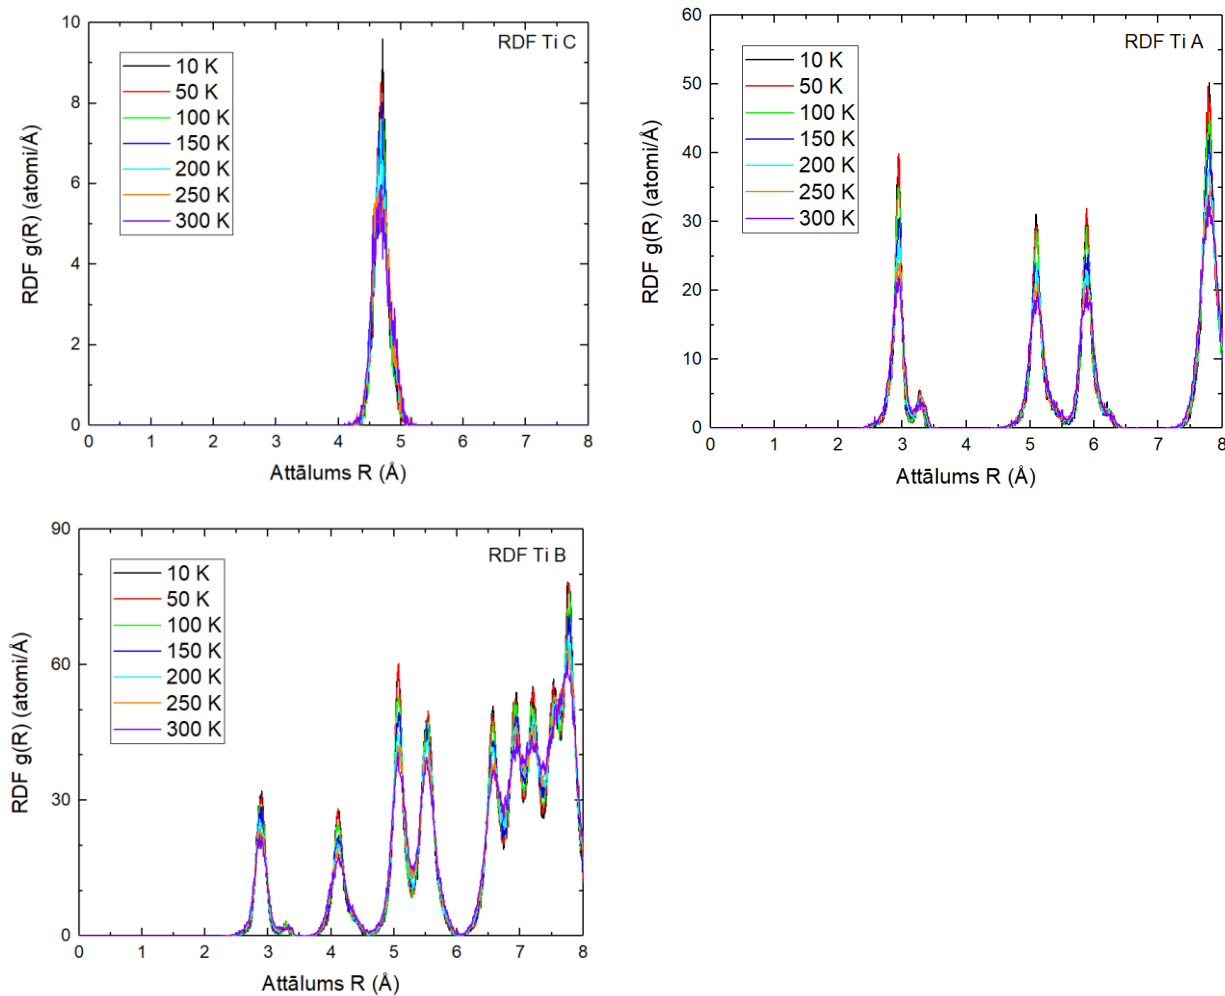 RDF Ti C
10 K
50 K
100 K
150 K
200 K
250 K
300 K
10
8
6
4
2
0
RDF g(R) (atomi/Å)
0 1 2 3 4 5 6 7 8
Attālums R (Å)
RDF Ti A
10 K
50 K
100 K
150 K
200 K
250 K
300 K
60
50
40
30
20
10
0
RDF g(R) (atomi/Å)
0 1 2 3 4 5 6 7 8
Attālums R (Å)
RDF Ti B
10 K
50 K
100 K
150 K
200 K
250 K
300 K
90
60
30
0
RDF g(R) (atomi/Å)
0 1 2 3 4 5 6 7 8
Attālums R (Å)